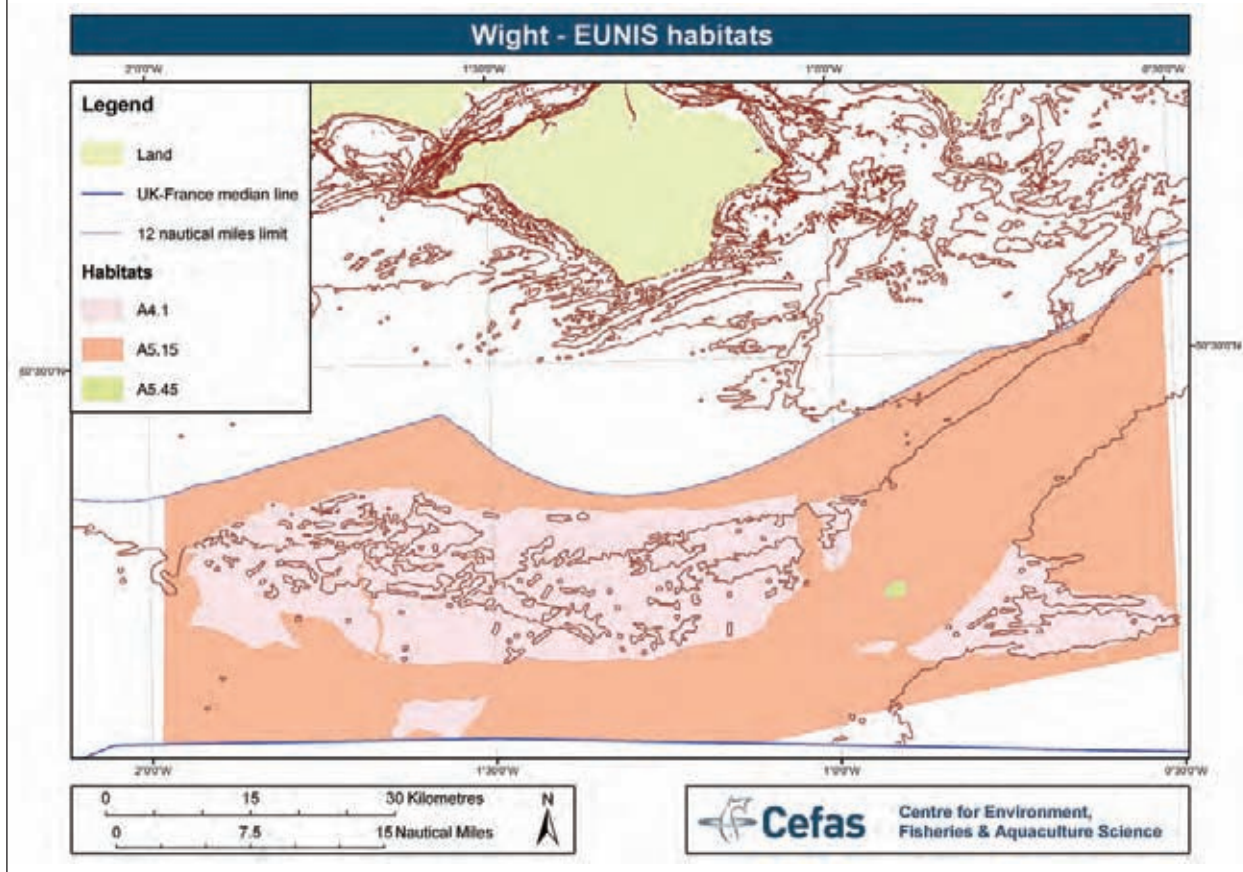 Wight - EUNIS habitats
2°0'0"W 1°30'0"W 1°0'0"W 0°30'0"W
Legend
Land
UK-France median line
12 nautical miles limit
Habitats
A4.1
A5.15
A5.45
50°30'0"N 50°30'0"N
2°0'0"W 1°30'0"W 1°0'0"W 0°30'0"W
0 15 30 Kilometres
0 7.5 15 Nautical Miles
N
Cefas
Centre for Environment,
Fisheries & Aquaculture Science